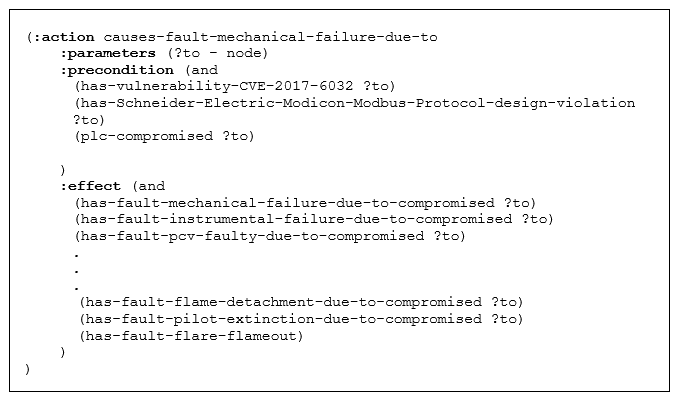 (:action causes-fault-mechanical-failure-due-to
:parameters (?to – node)
:precondition (and
(has-vulnerability-CVE-2017-6032 ?to)
(has-Schneider-Electric-Modicon-Modbus-Protocol-design-violation
?to)
(plc-compromised ?to)
)
:effect (and
(has-fault-mechanical-failure-due-to-compromised ?to)
(has-fault-instrumental-failure-due-to-compromised ?to)
(has-fault-pcv-faulty-due-to-compromised ?to)
.
.
.
(has-fault-flame-detachment-due-to-compromised ?to)
(has-fault-pilot-extinction-due-to-compromised ?to)
(has-fault-flare-flameout)
)
)